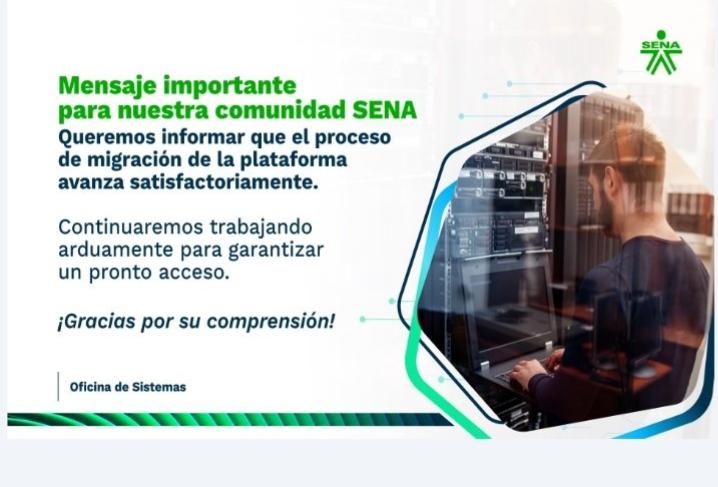 SENA
Mensaje importante
para nuestra comunidad SENA
Queremos informar que el proceso
de migración de la plataforma
avanza satisfactoriamente.
Continuaremos trabajando
arduamente para garantizar
un pronto acceso.
¡Gracias por su comprensión!
Oficina de Sistemas